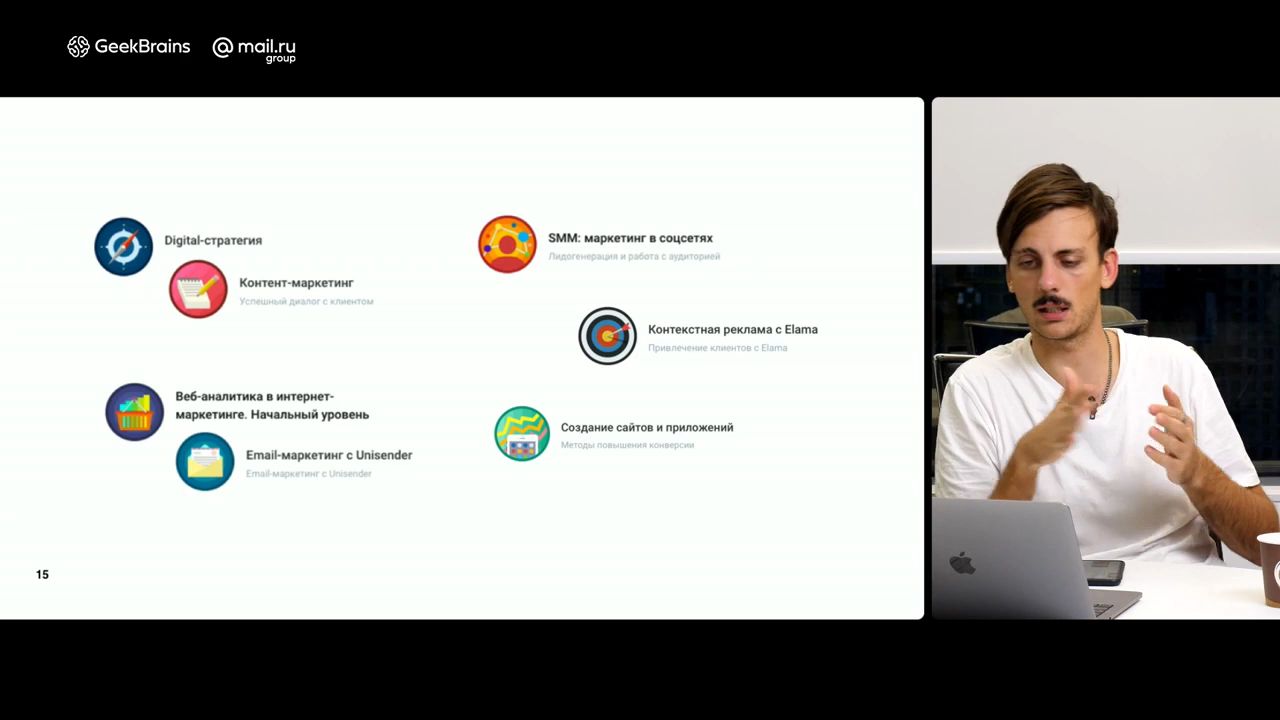 GeekBrains
@mail.ru
group
Digital-стратегия
Контент-маркетинг
Успешный диалог с клиентом
Веб-аналитика в интернет-
маркетинге. Начальный уровень
Email-маркетинг с Unisender
Email-маркетинг с Unisender
SMM: маркетинг в соцсетях
Лидогенерация и работа с аудиторией
Контекстная реклама с Elama
Привлечение клиентов с Elama
Создание сайтов и приложений
Методы повышения конверсии
15